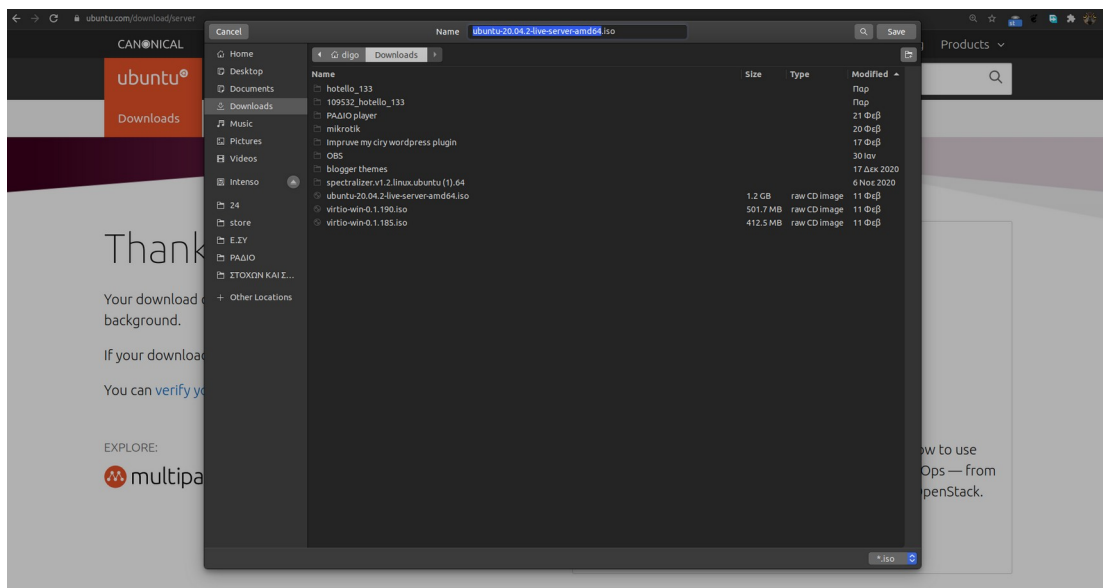 ubuntu.com/download/server
CANONICAL
Products
ubuntu
Downloads
Thank
Your download
background.
If your download
You can verify yo
EXPLORE:
multipa
ow to use
Ops — from
OpenStack.
Cancel
Name ubuntu-20.04.2-live-server-amd64.iso
Save
Home
Desktop
Documents
Downloads
Music
Pictures
Videos
Intenso
24
store
Ε.ΣΥ
ΡΑΔΙΟ
ΣΤΟΧΩΝ ΚΑΙ Σ...
+ Other Locations
digo Downloads
Name Size Type Modified
hotello_133 Παρ
109532_hotello_133 Παρ
ΡΑΔΙΟ player 21 Φεβ
mikrotik 20 Φεβ
Impruve my ciry wordpress plugin 17 Φεβ
OBS 30 Ιαν
blogger themes 17 Δεκ 2020
spectralizer.v1.2.linux.ubuntu (1).64 6 Νοε 2020
ubuntu-20.04.2-live-server-amd64.iso 1.2 GB raw CD image 11 Φεβ
virtio-win-0.1.190.iso 501.7 MB raw CD image 11 Φεβ
virtio-win-0.1.185.iso 412.5 MB raw CD image 11 Φεβ
*.iso